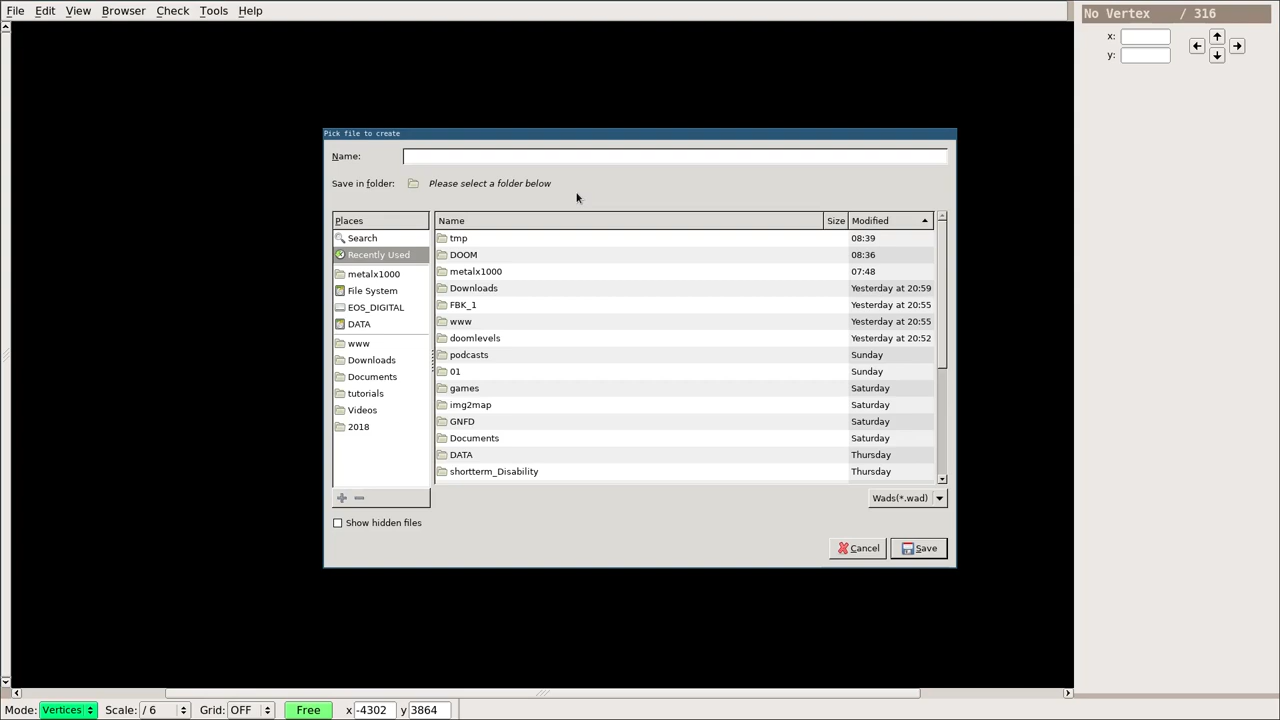 File Edit View Browser Check Tools Help
No Vertex / 316
x:
y:
Pick file to create
Name:
Save in folder: Please select a folder below
Places
Search
Recently Used
metalx1000
File System
EOS_DIGITAL
DATA
www
Downloads
Documents
tutorials
Videos
2018
Name Size Modified
tmp 08:39
DOOM 08:36
metalx1000 07:48
Downloads Yesterday at 20:59
FBK_1 Yesterday at 20:55
www Yesterday at 20:55
doomlevels Yesterday at 20:52
podcasts Sunday
01 Sunday
games Saturday
img2map Saturday
GNFD Saturday
Documents Saturday
DATA Thursday
shortterm_Disability Thursday
Wads(*.wad)
Show hidden files
Cancel Save
Mode: Vertices Scale: / 6 Grid: OFF Free x -4302 y 3864